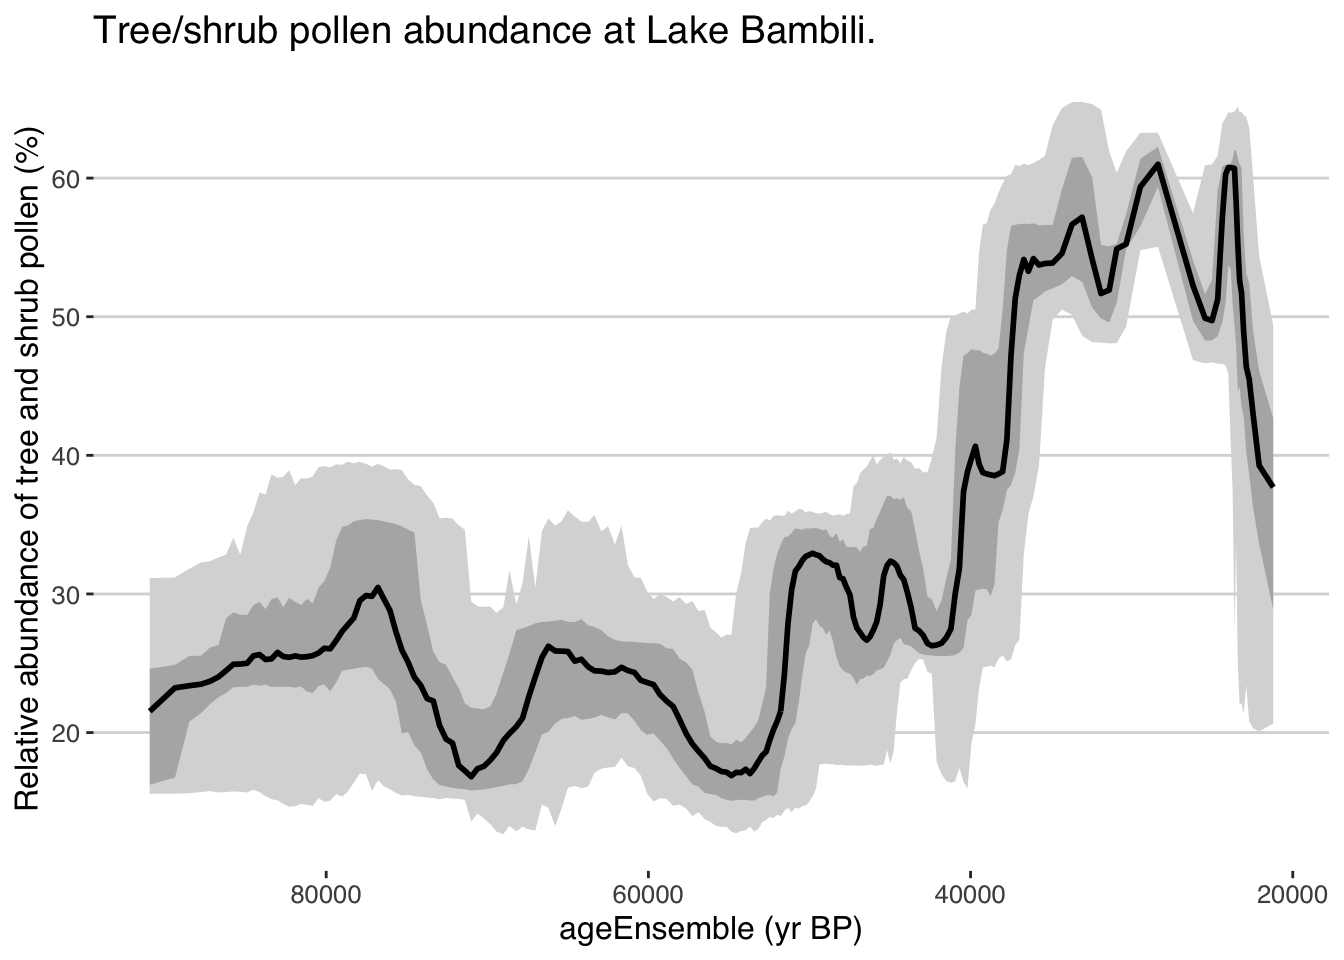 Tree/shrub pollen abundance at Lake Bambili.
Relative abundance of tree and shrub pollen (%)
60
50
40
30
20
80000 60000 40000 20000
ageEnsemble (yr BP)